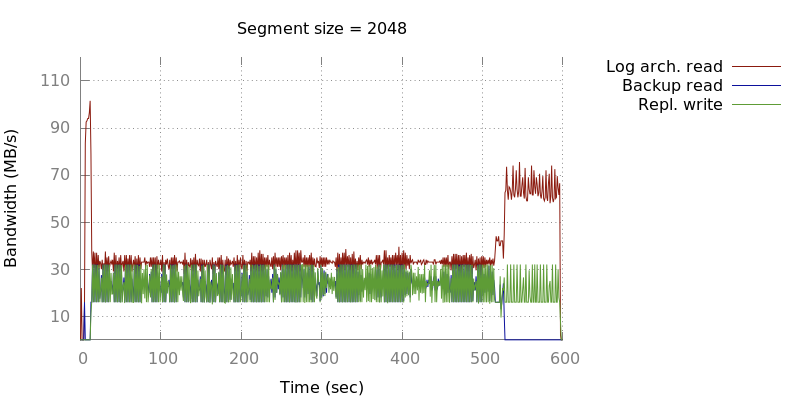 Segment size = 2048
Log arch. read
Backup read
Repl. write
Bandwidth (MB/s)
110
90
70
50
30
10
0 100 200 300 400 500 600
Time (sec)